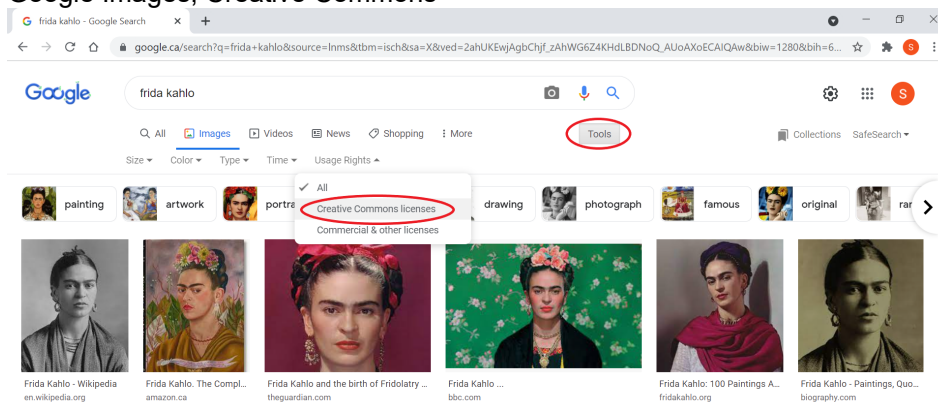 Google Images, Creative Commons
frida kahlo - Google Search
google.ca/search?q=frida+kahlo&source=lnms&tbm=isch&sa=X&ved=2ahUKEwjAgbChjf_zAhWG6Z4KHdLBDNoQ_AUoAXoECAIQAw&biw=1280&bih=6...
S
Google
frida kahlo
S
All Images Videos News Shopping More Tools Collections SafeSearch
Size Color Type Time Usage Rights
All
Creative Commons licenses
Commercial & other licenses
painting artwork portra drawing photograph famous original rar
Frida Kahlo - Wikipedia Frida Kahlo. The Compl... Frida Kahlo and the birth of Fridolatry ... Frida Kahlo ... Frida Kahlo: 100 Paintings A... Frida Kahlo - Paintings, Quo...
en.wikipedia.org amazon.ca theguardian.com bbc.com fridakahlo.org biography.com